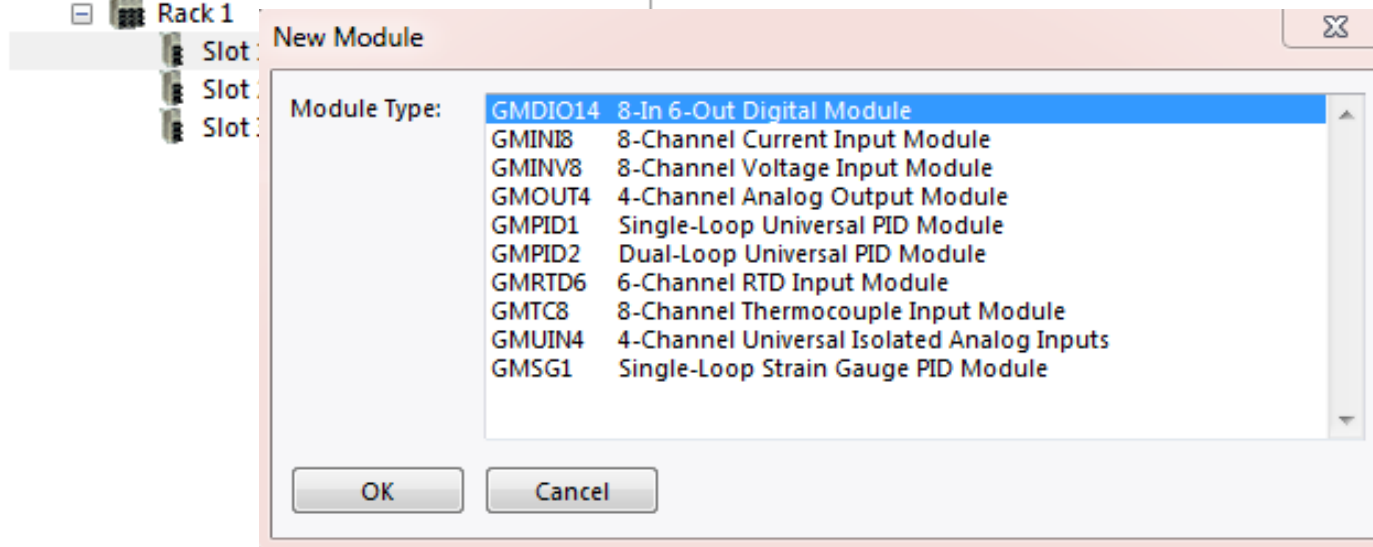 Rack 1
New Module
Slot
Slot
Slot
Module Type:
GMDIO14 8-In 6-Out Digital Module
GMINI8 8-Channel Current Input Module
GMINV8 8-Channel Voltage Input Module
GMOUT4 4-Channel Analog Output Module
GMPID1 Single-Loop Universal PID Module
GMPID2 Dual-Loop Universal PID Module
GMRTD6 6-Channel RTD Input Module
GMTC8 8-Channel Thermocouple Input Module
GMUIN4 4-Channel Universal Isolated Analog Inputs
GMSG1 Single-Loop Strain Gauge PID Module
OK Cancel